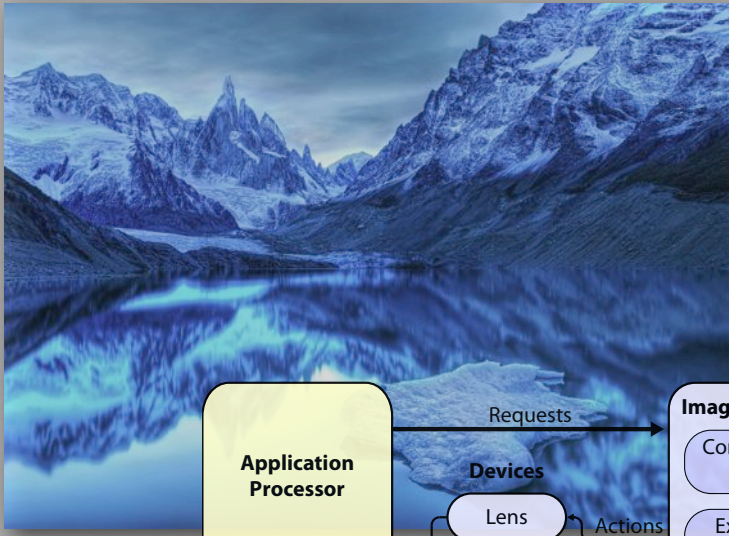 Requests
Application
Processor
Devices
Lens
Actions